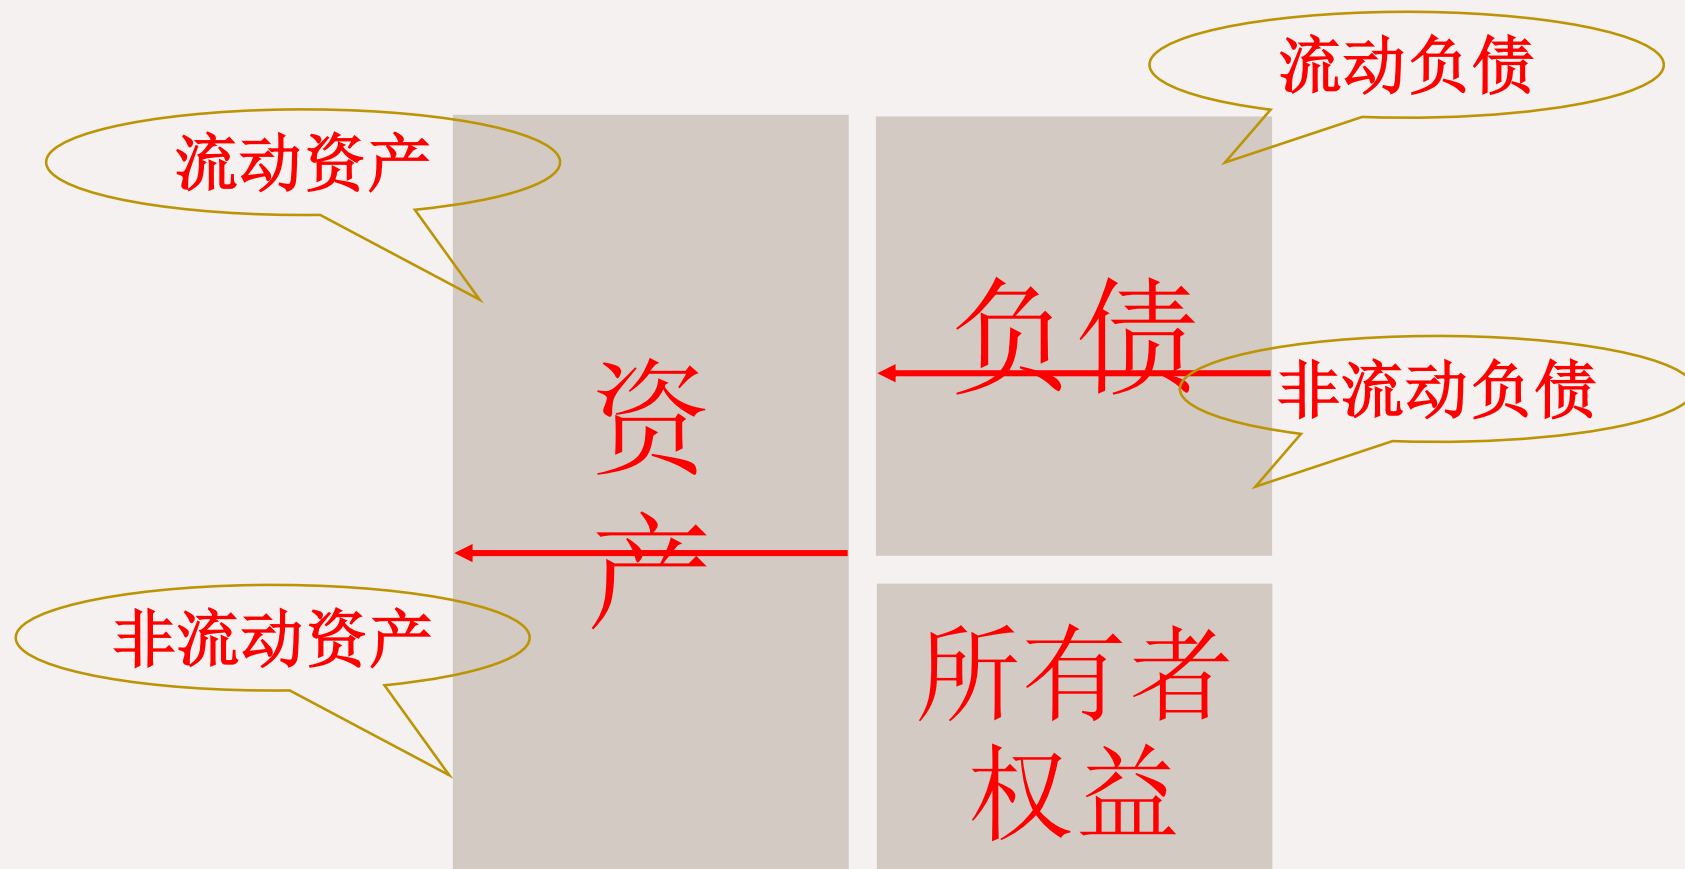 流动负债
流动资产
负债
非流动负债
资
产
非流动资产
所有者
权益